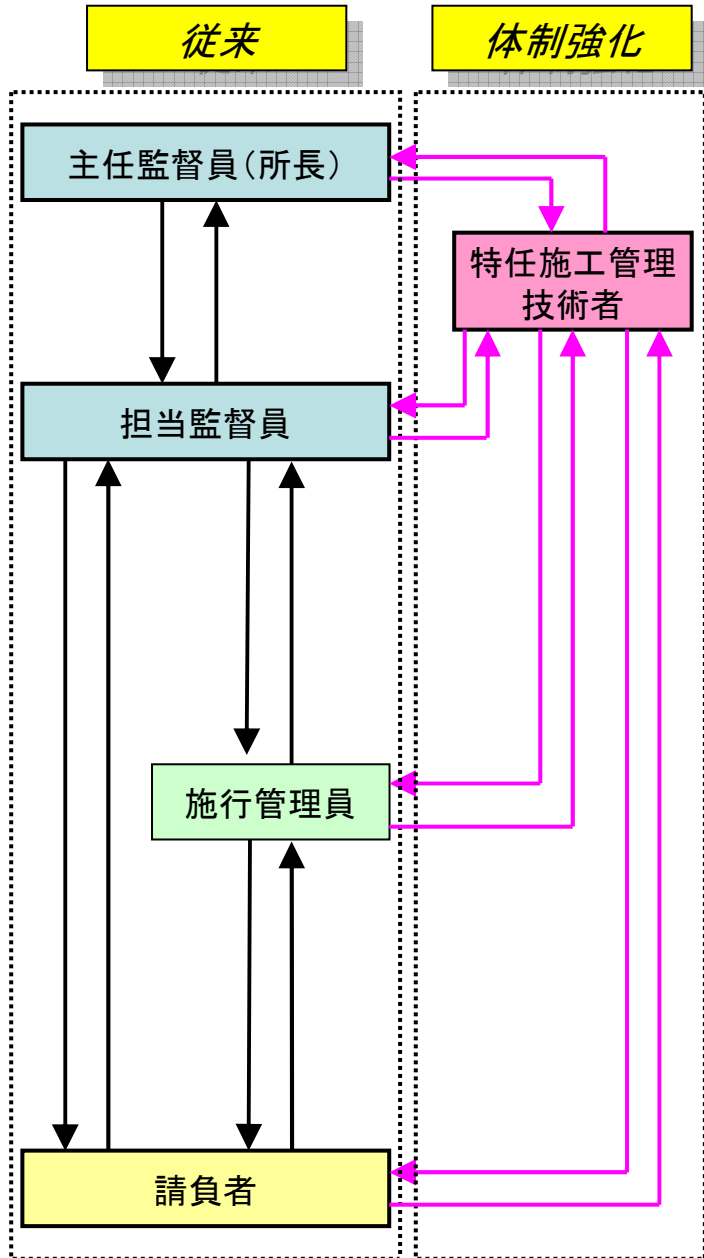 従来
体制強化
主任監督員(所長)
特任施工管理
技術者
担当監督員
施行管理員
請負者